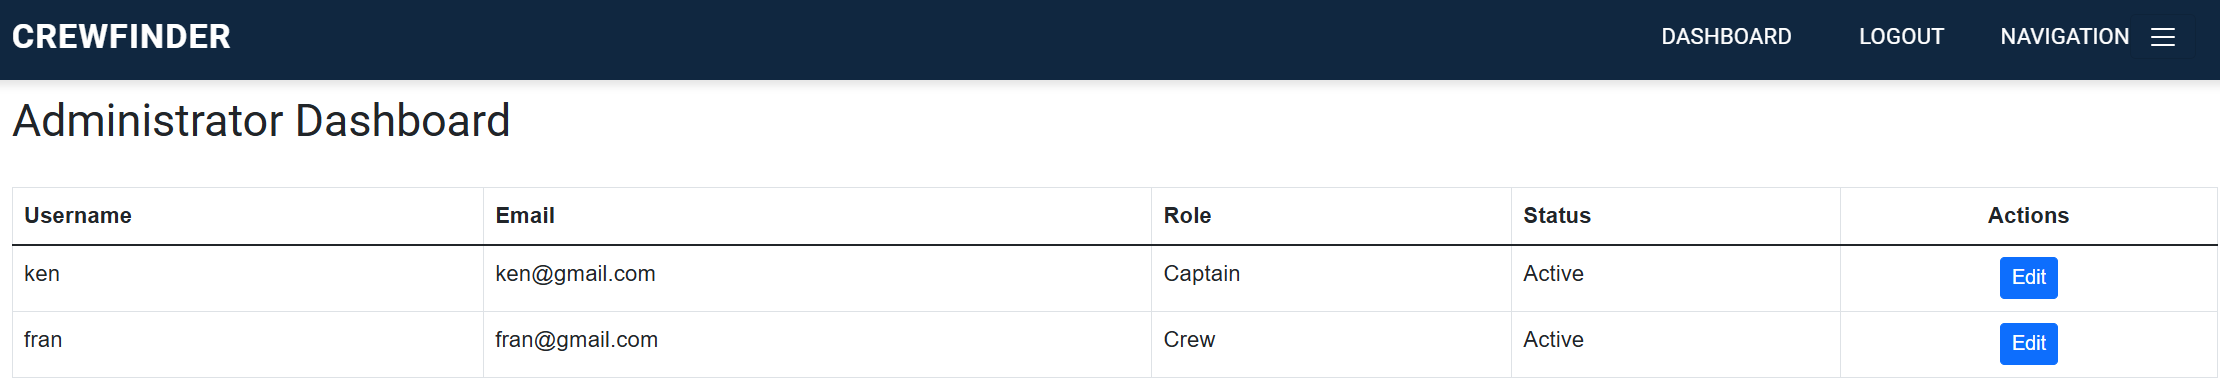 CREWFINDER DASHBOARD LOGOUT NAVIGATION
Administrator Dashboard
Username Email Role Status Actions
ken ken@gmail.com Captain Active Edit
fran fran@gmail.com Crew Active Edit